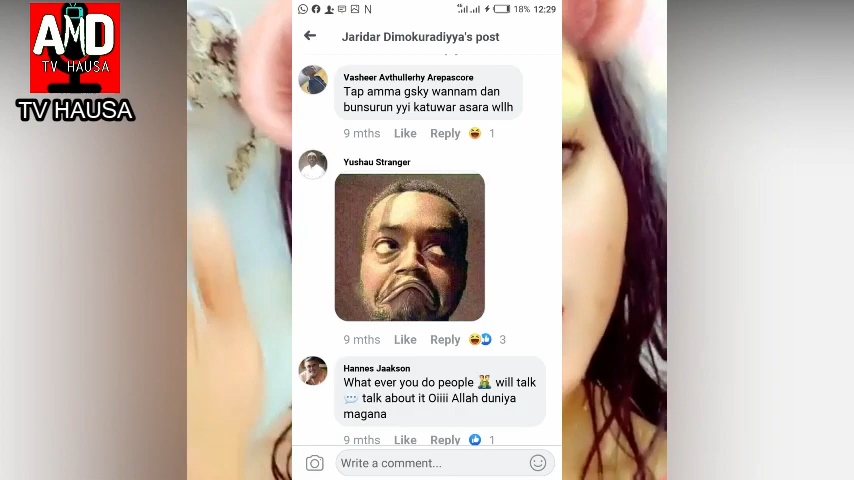 AMD
TV HAUSA
TV HAUSA
N
18% 12:29
Jaridar Dimokuradiyya's post
Vasheer Avthullerhy Arepascore
Tap amma gsky wannam dan
bunsurun yyi katuwar asara wllh
9 mths Like Reply 1
Yushau Stranger
9 mths Like Reply 3
Hannes Jaakson
What ever you do people 👥 will talk
💬 talk about it Oiiii Allah duniya
magana
9 mths Like Reply 1
Write a comment...